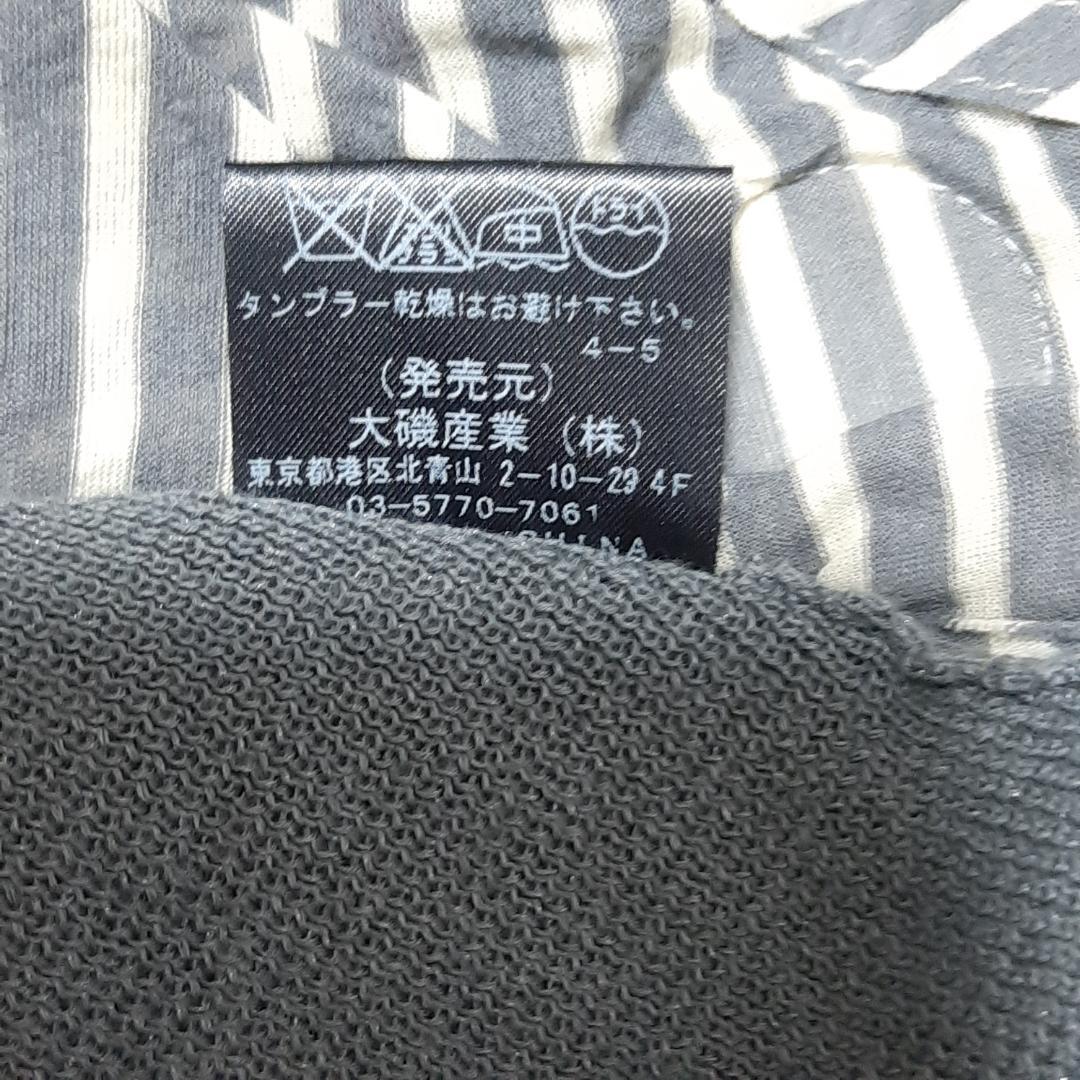 中
タンブラー乾燥はお避け下さい。
4-5
(発売元)
大磯産業 (株)
東京都港区北青山 2-10-29 4F
03-5770-7061
CHINA